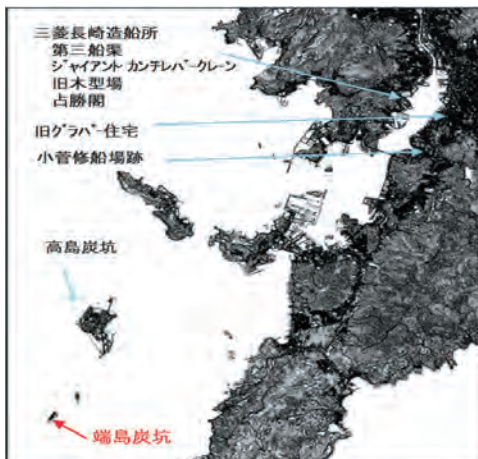 三菱長崎造船所
第三船渠
ジャイアント カンチレバークレーン
旧木型場
占勝閣
旧グラバー住宅
小菅修船場跡
高島炭坑
端島炭坑